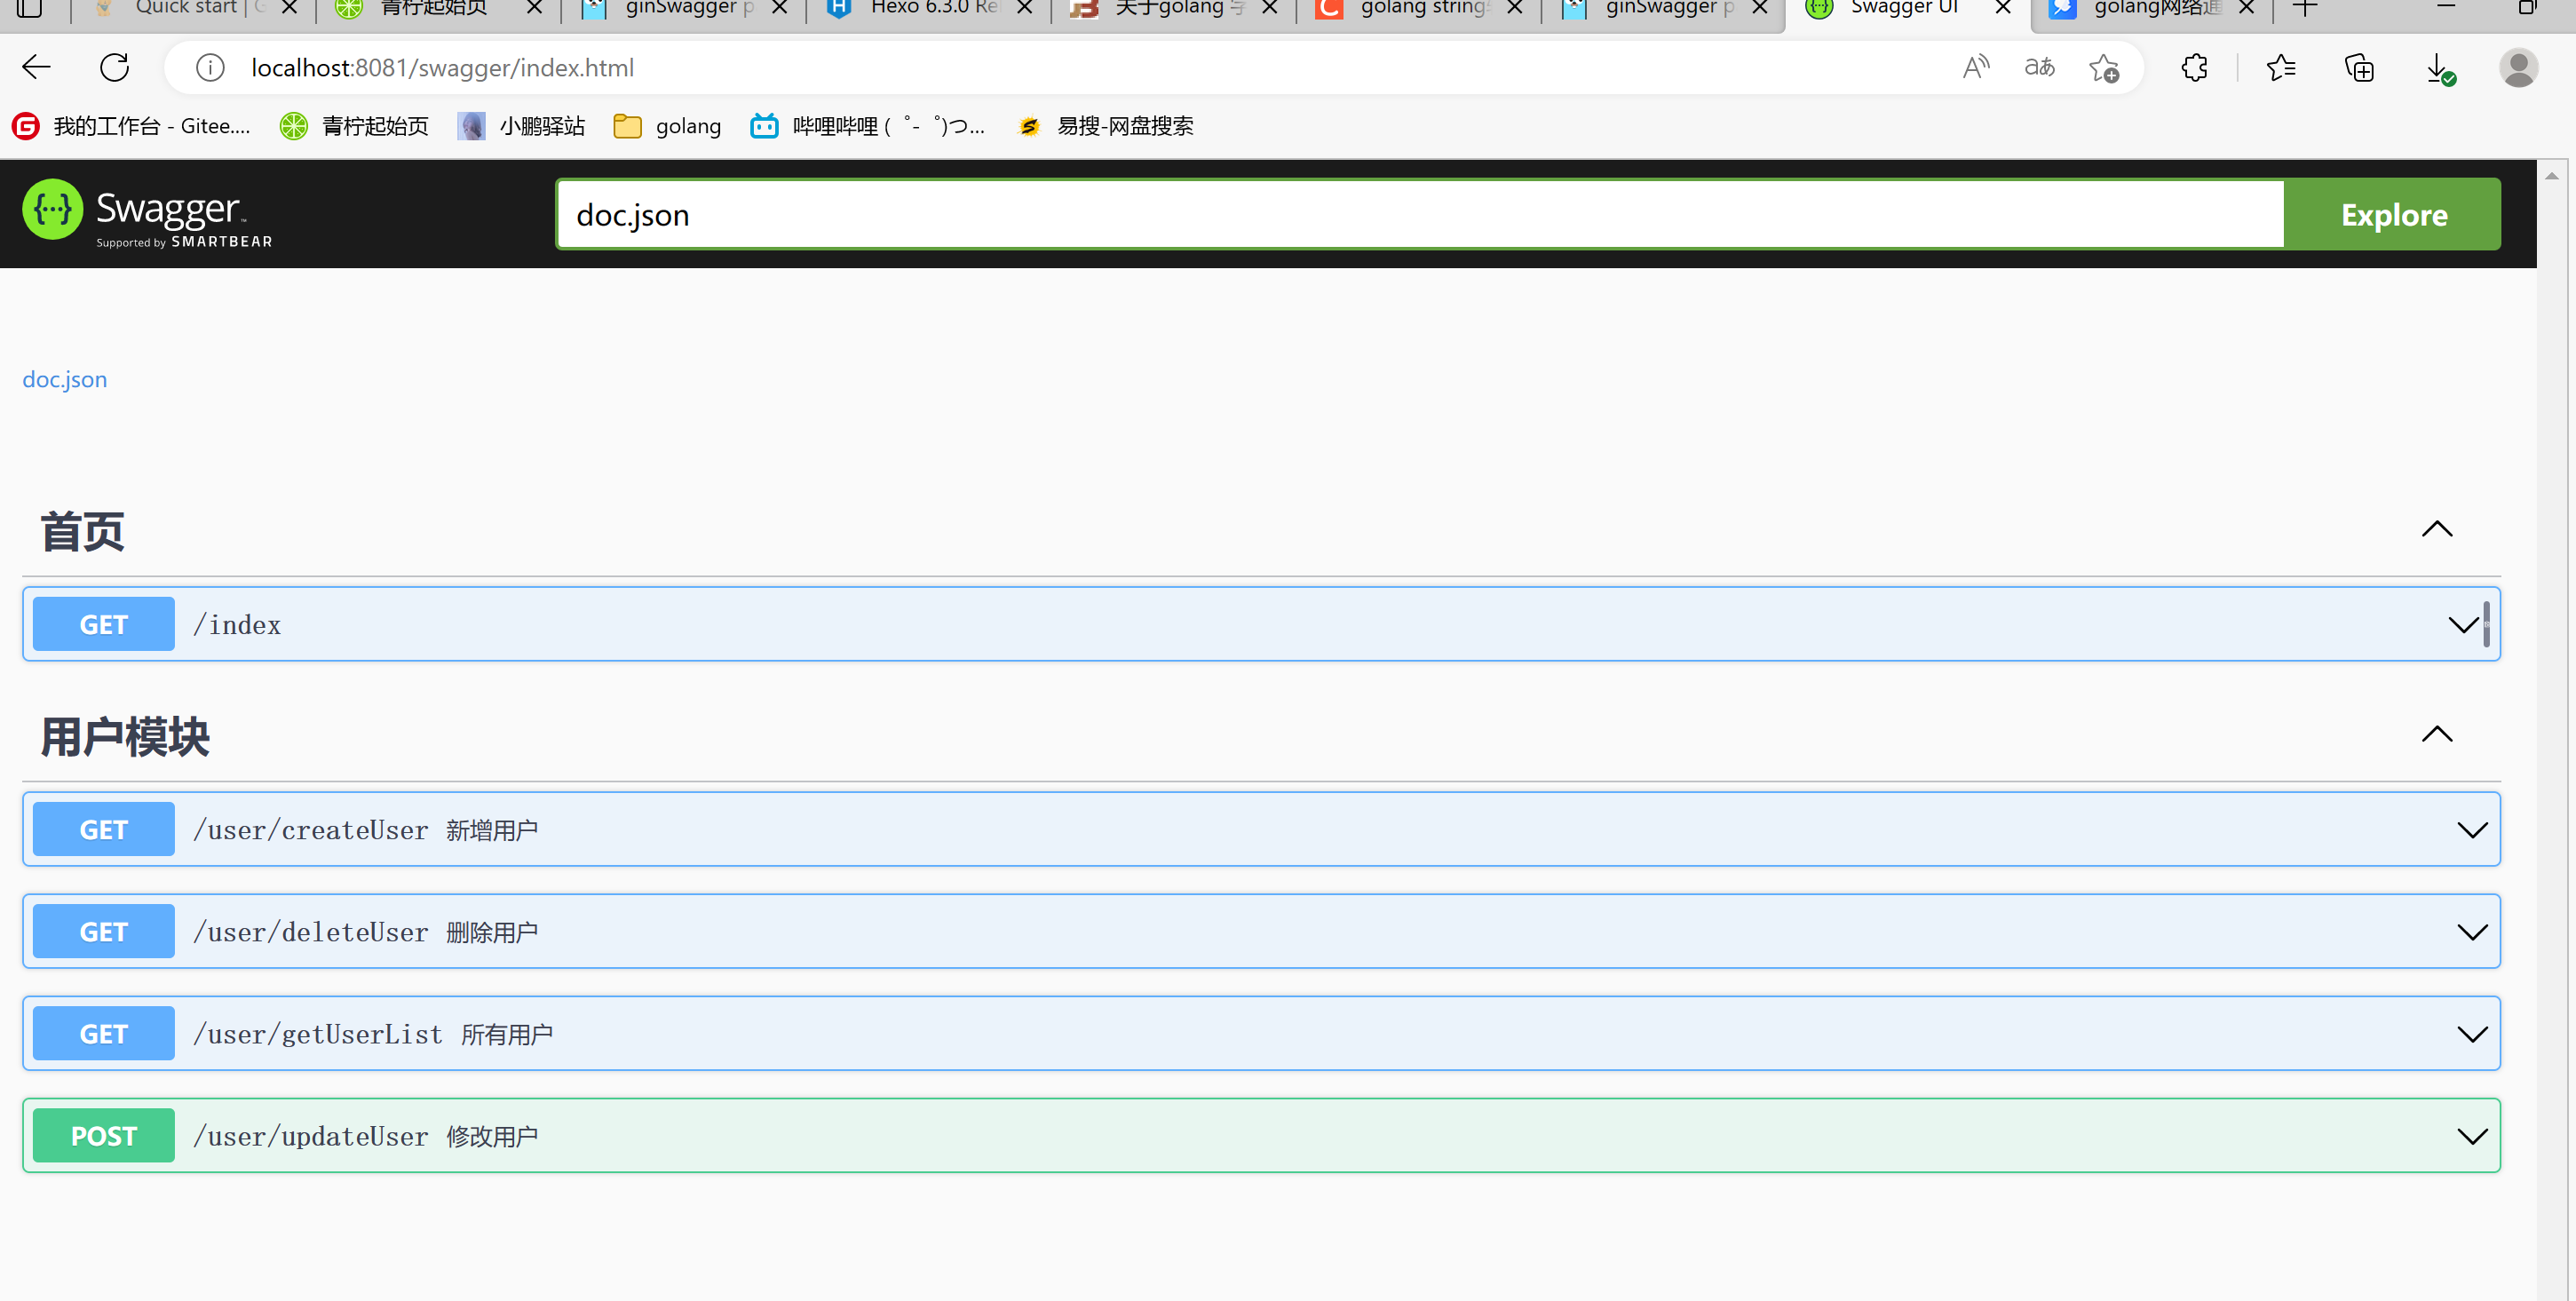 Quick start | G
青柠起始页
ginSwagger p
Hexo 6.3.0 Re
关于golang 字
golang string
ginSwagger p
Swagger UI
golang网络通
localhost:8081/swagger/index.html
我的工作台 - Gitee....
青柠起始页
小鹏驿站
golang
哔哩哔哩 ( ゜- ゜)つ...
易搜-网盘搜索
Swagger
Supported by SMARTBEAR
doc.json
Explore
doc.json
首页
GET /index
用户模块
GET /user/createUser 新增用户
GET /user/deleteUser 删除用户
GET /user/getUserList 所有用户
POST /user/updateUser 修改用户